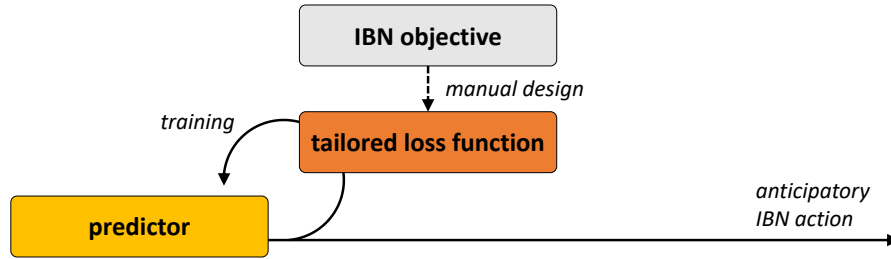 IBN objective
manual design
training
tailored loss function
anticipatory
IBN action
predictor